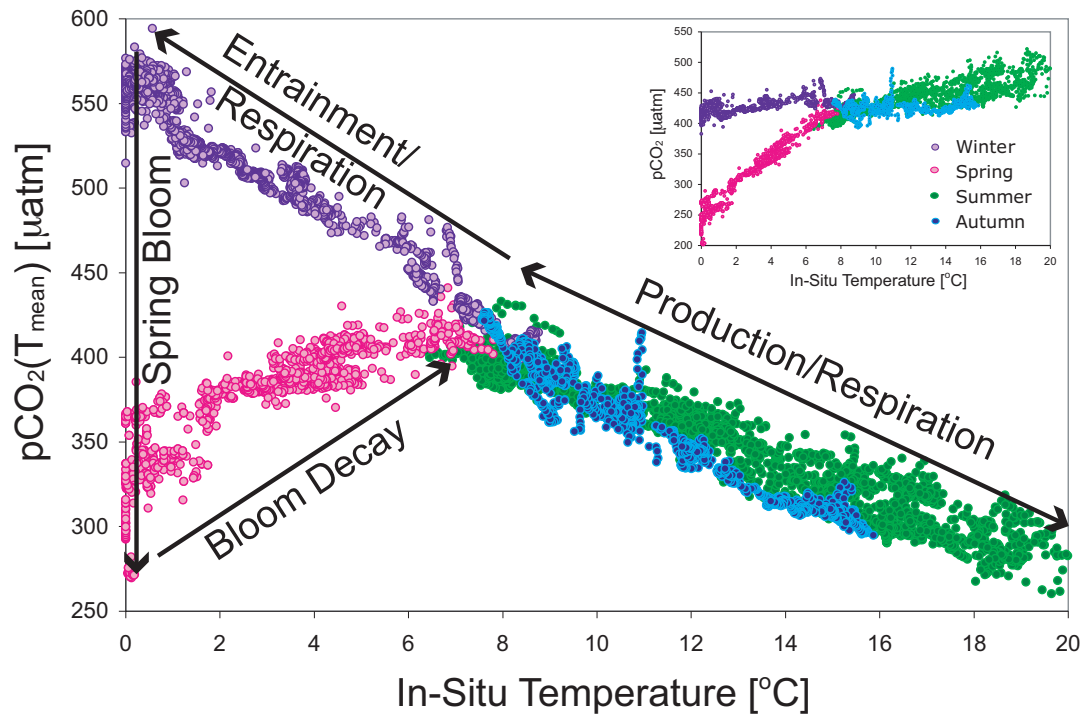 600
550
500
450
400
350
300
250
pCO₂(T mean) [µatm]
0 2 4 6 8 10 12 14 16 18 20
In-Situ Temperature [°C]
Entrainment/
Respiration
Spring Bloom
Bloom Decay
Production/Respiration
550
500
450
400
350
300
250
200
pCO₂ [µatm]
0 2 4 6 8 10 12 14 16 18 20
In-Situ Temperature [°C]
Winter
Spring
Summer
Autumn